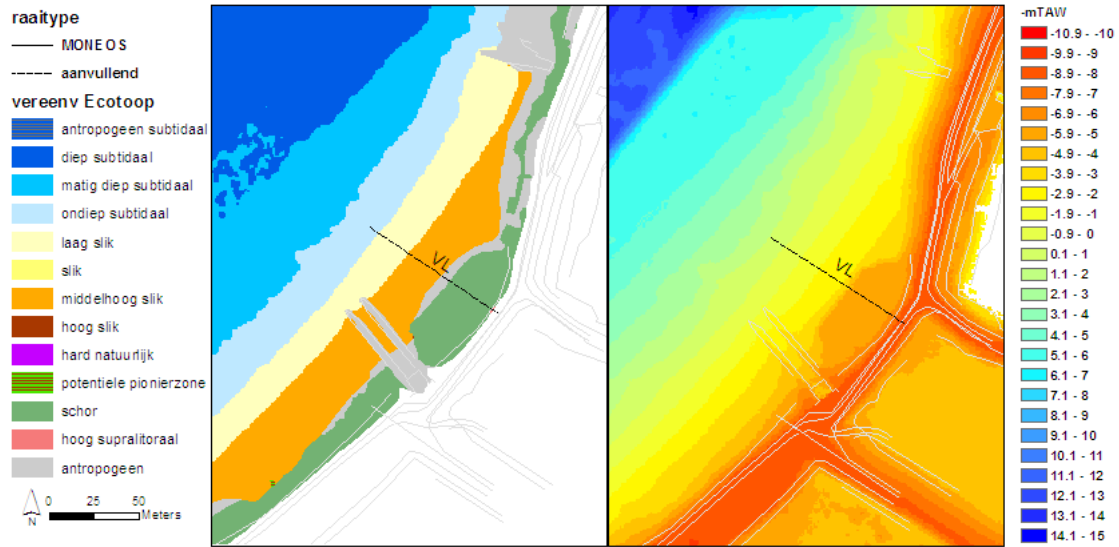 raaitype
MONEOS
aanvullend
vereenv Ecotoop
antropogeen subtidaal
diep subtidaal
matig diep subtidaal
ondiep subtidaal
laag slik
slik
middelhoog slik
hoog slik
hard natuurlijk
potentiele pionierzone
schor
hoog supralitoraal
antropogeen
N
0 25 50
Meters
VL
VL
-mTAW
-10.9 - -10
-9.9 - -9
-8.9 - -8
-7.9 - -7
-6.9 - -6
-5.9 - -5
-4.9 - -4
-3.9 - -3
-2.9 - -2
-1.9 - -1
-0.9 - 0
0.1 - 1
1.1 - 2
2.1 - 3
3.1 - 4
4.1 - 5
5.1 - 6
6.1 - 7
7.1 - 8
8.1 - 9
9.1 - 10
10.1 - 11
11.1 - 12
12.1 - 13
13.1 - 14
14.1 - 15